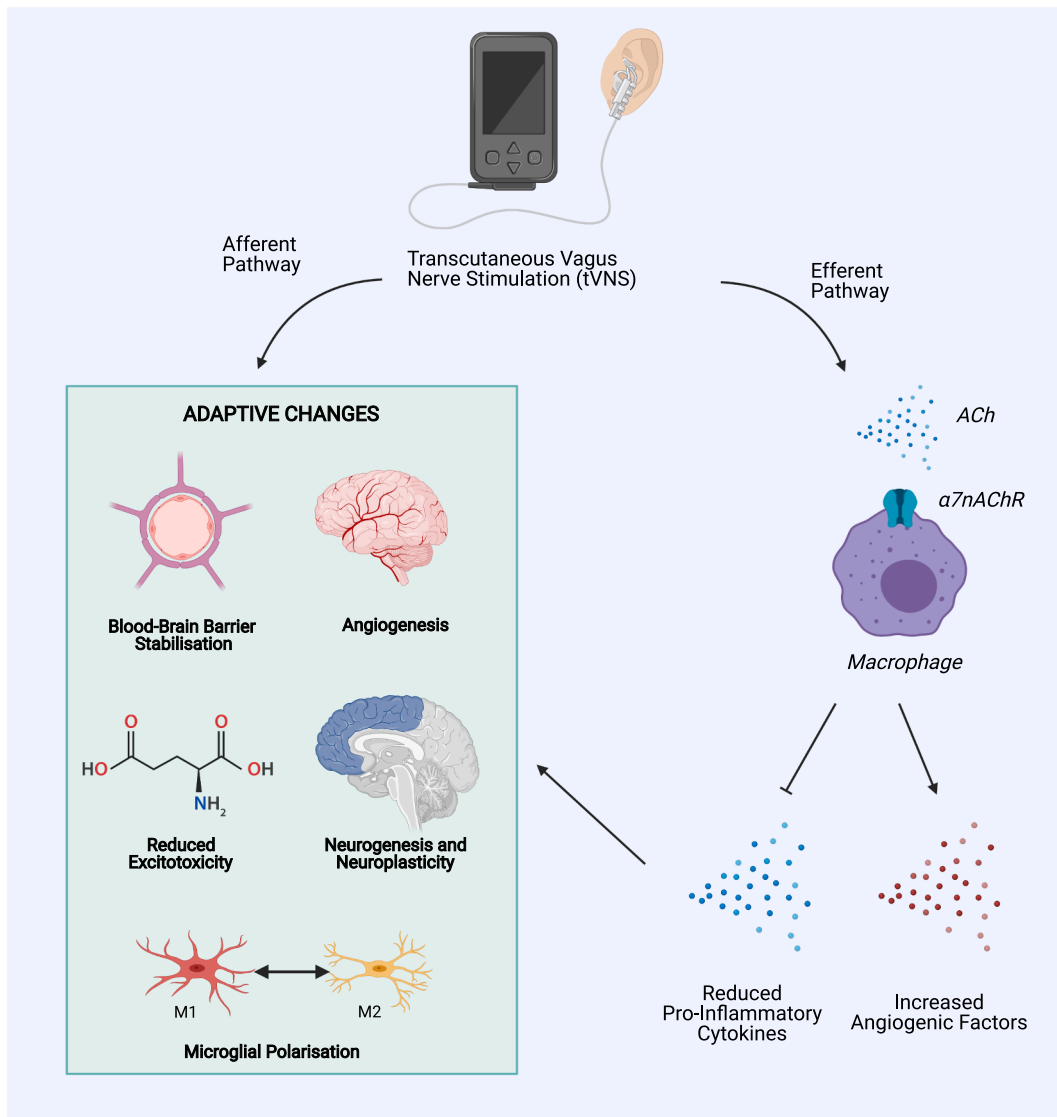 Afferent
Pathway
Transcutaneous Vagus
Nerve Stimulation (tVNS)
Efferent
Pathway
ADAPTIVE CHANGES
Blood-Brain Barrier
Stabilisation
Angiogenesis
O
O
HO
OH
NH₂
Reduced
Excitotoxicity
Neurogenesis and
Neuroplasticity
M1
M2
Microglial Polarisation
ACh
α7nAChR
Macrophage
Reduced
Pro-Inflammatory
Cytokines
Increased
Angiogenic Factors